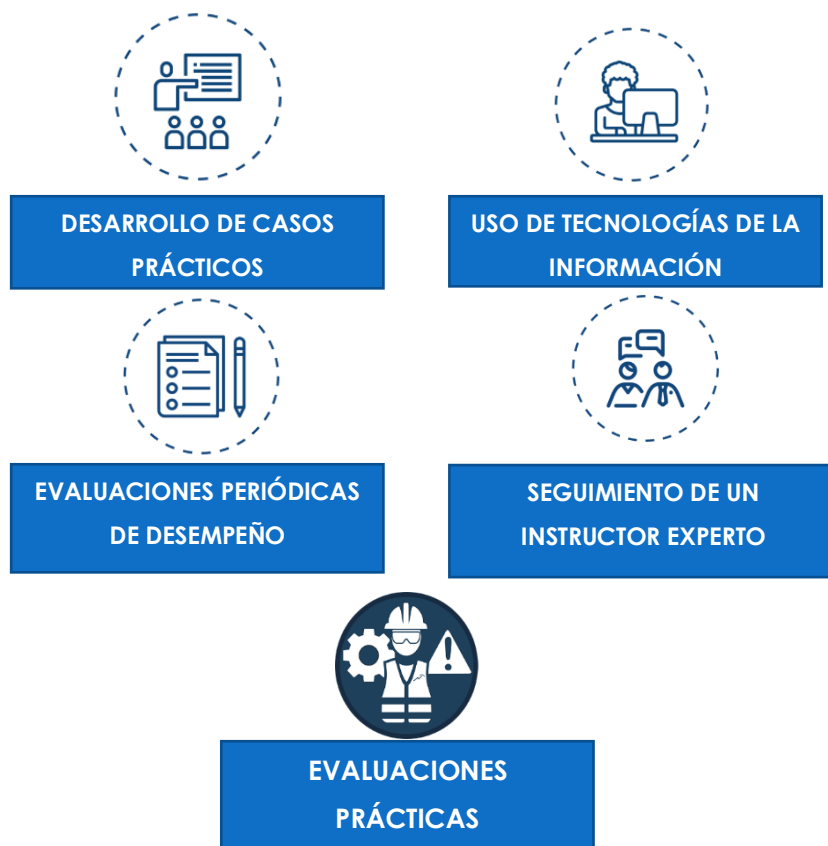 DESARROLLO DE CASOS
PRÁCTICOS
USO DE TECNOLOGÍAS DE LA
INFORMACIÓN
EVALUACIONES PERIÓDICAS
DE DESEMPEÑO
SEGUIMIENTO DE UN
INSTRUCTOR EXPERTO
EVALUACIONES
PRÁCTICAS